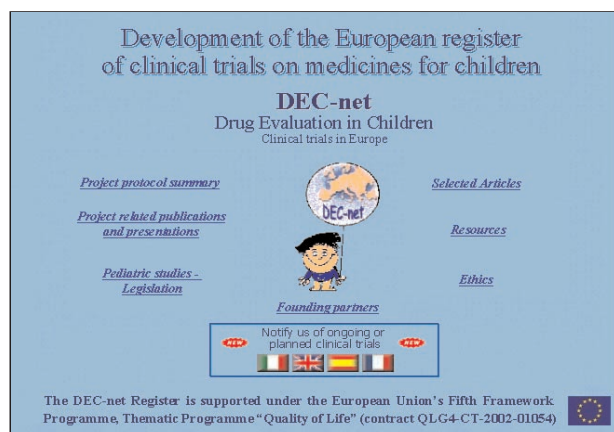 Development of the European register
of clinical trials on medicines for children
DEC-net
Drug Evaluation in Children
Clinical trials in Europe
Project protocol summary
Project related publications
and presentations
Pediatric studies -
Legislation
DEC-net
Selected Articles
Resources
Ethics
Founding partners
NEW
Notify us of ongoing or
planned clinical trials
NEW
The DEC-net Register is supported under the European Union's Fifth Framework
Programme, Thematic Programme “Quality of Life” (contract QLG4-CT-2002-01054)